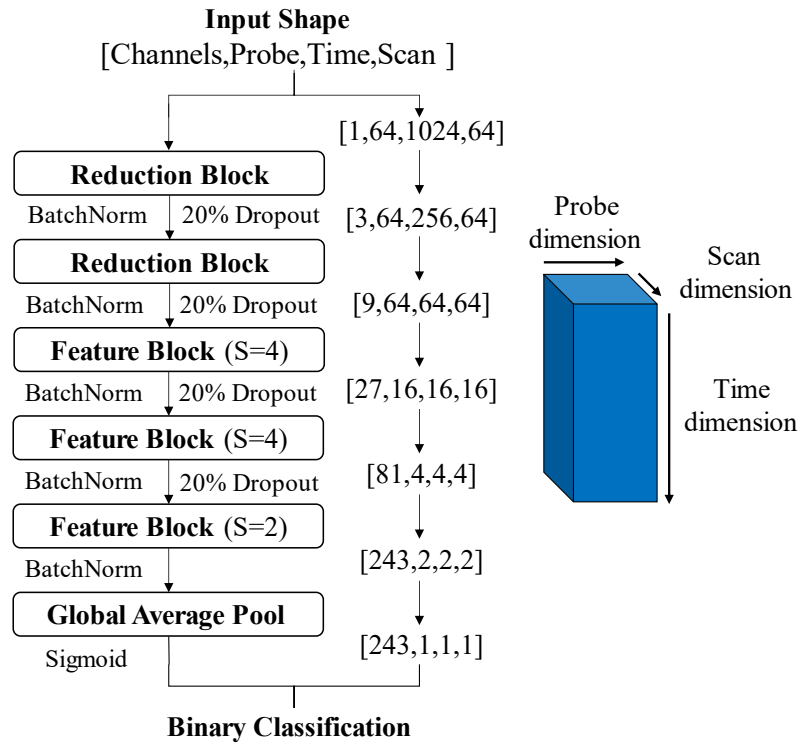 Input Shape
[Channels,Probe,Time,Scan ]
[1,64,1024,64]
Reduction Block
BatchNorm 20% Dropout
[3,64,256,64]
Reduction Block
BatchNorm 20% Dropout
[9,64,64,64]
Feature Block (S=4)
BatchNorm 20% Dropout
[27,16,16,16]
Feature Block (S=4)
BatchNorm 20% Dropout
[81,4,4,4]
Feature Block (S=2)
BatchNorm
[243,2,2,2]
Global Average Pool
Sigmoid
[243,1,1,1]
Binary Classification
Probe
dimension
Scan
dimension
Time
dimension